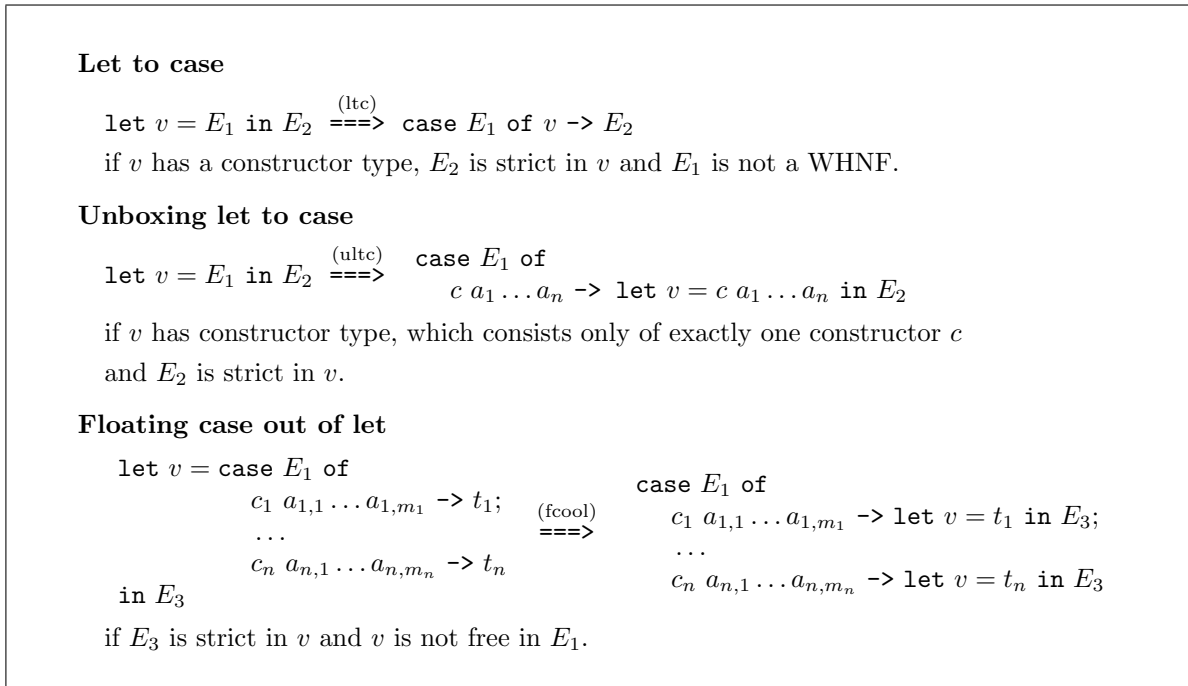 Let to case
let v = E₁ in E₂ (ltc) ===> case E₁ of v -> E₂
if v has a constructor type, E₂ is strict in v and E₁ is not a WHNF.
Unboxing let to case
let v = E₁ in E₂ (ultc) ===> case E₁ of
c a₁ … aₙ -> let v = c a₁ … aₙ in E₂
if v has constructor type, which consists only of exactly one constructor c
and E₂ is strict in v.
Floating case out of let
let v = case E₁ of
c₁ a₁,₁ … a₁,ₘ₁ -> t₁;
…
cₙ aₙ,₁ … aₙ,ₘₙ -> tₙ
in E₃
(fcool)
===>
case E₁ of
c₁ a₁,₁ … a₁,ₘ₁ -> let v = t₁ in E₃;
…
cₙ aₙ,₁ … aₙ,ₘₙ -> let v = tₙ in E₃
if E₃ is strict in v and v is not free in E₁.